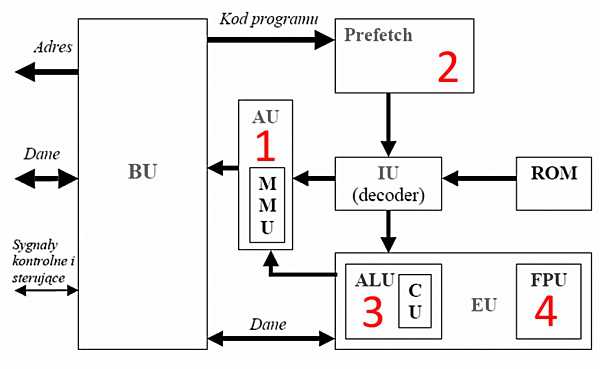 Kod programu
Prefetch
2
Adres
AU
1
M
M
U
BU
Dane
IU
(decoder)
ROM
Sygnały
kontrolne i
sterujące
ALU
3
C
U
EU
FPU
4
Dane